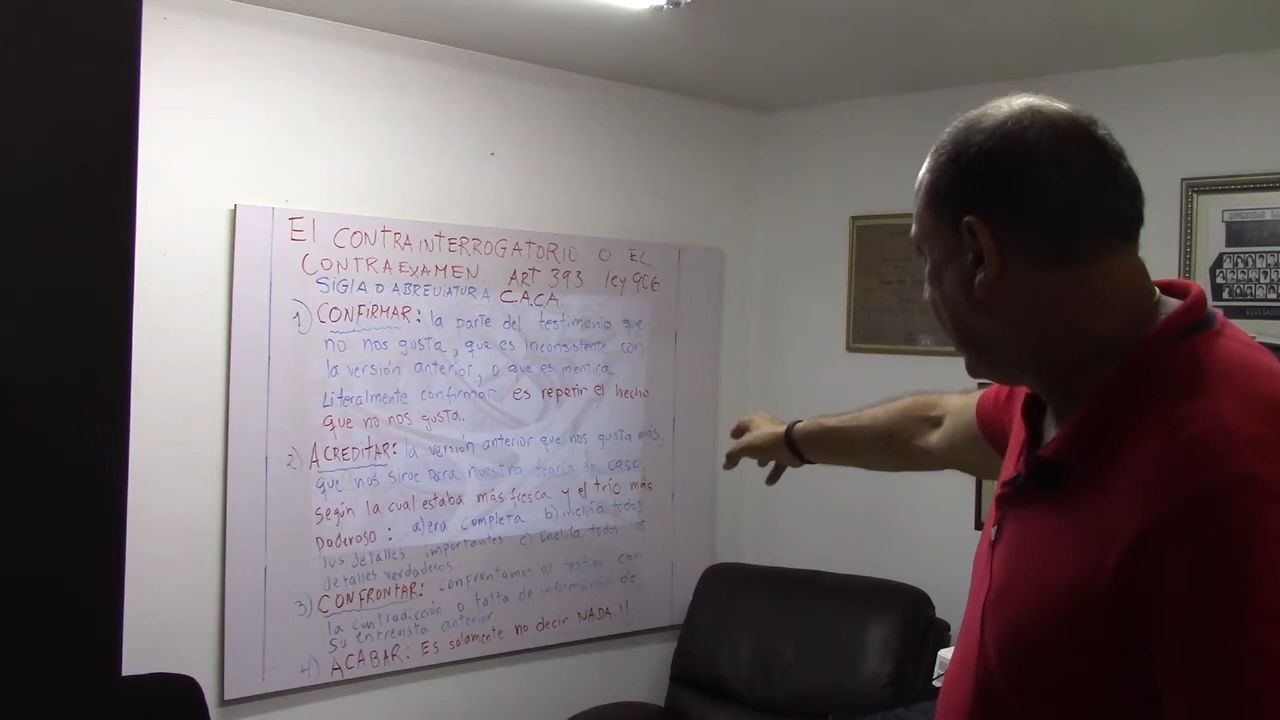 El CONTRAINTERROGATORIO O EL
CONTRAEXAMEN. ART 393 ley 906
SIGLA O ABREVIATURA C.A.C.A.
1) CONFIRMAR: la parte del testimonio que
no nos gusta, que es inconsistente con
la versión anterior, o que es mentira.
Literalmente confirmar es repetir el hecho
que no nos gusta.
2) ACREDITAR: la versión anterior que nos gusta más,
que nos sirve para nuestra teoría de caso,
según la cual estaba más fresca y el trío más
poderoso: a) era completa b) incluía todos
los detalles importantes c) incluía todos los
detalles verdaderos
3) CONFRONTAR: confrontamos al testigo con
la contradicción o falta de información de
su entrevista anterior.
4) ACABAR: Es solamente no decir NADA.!!